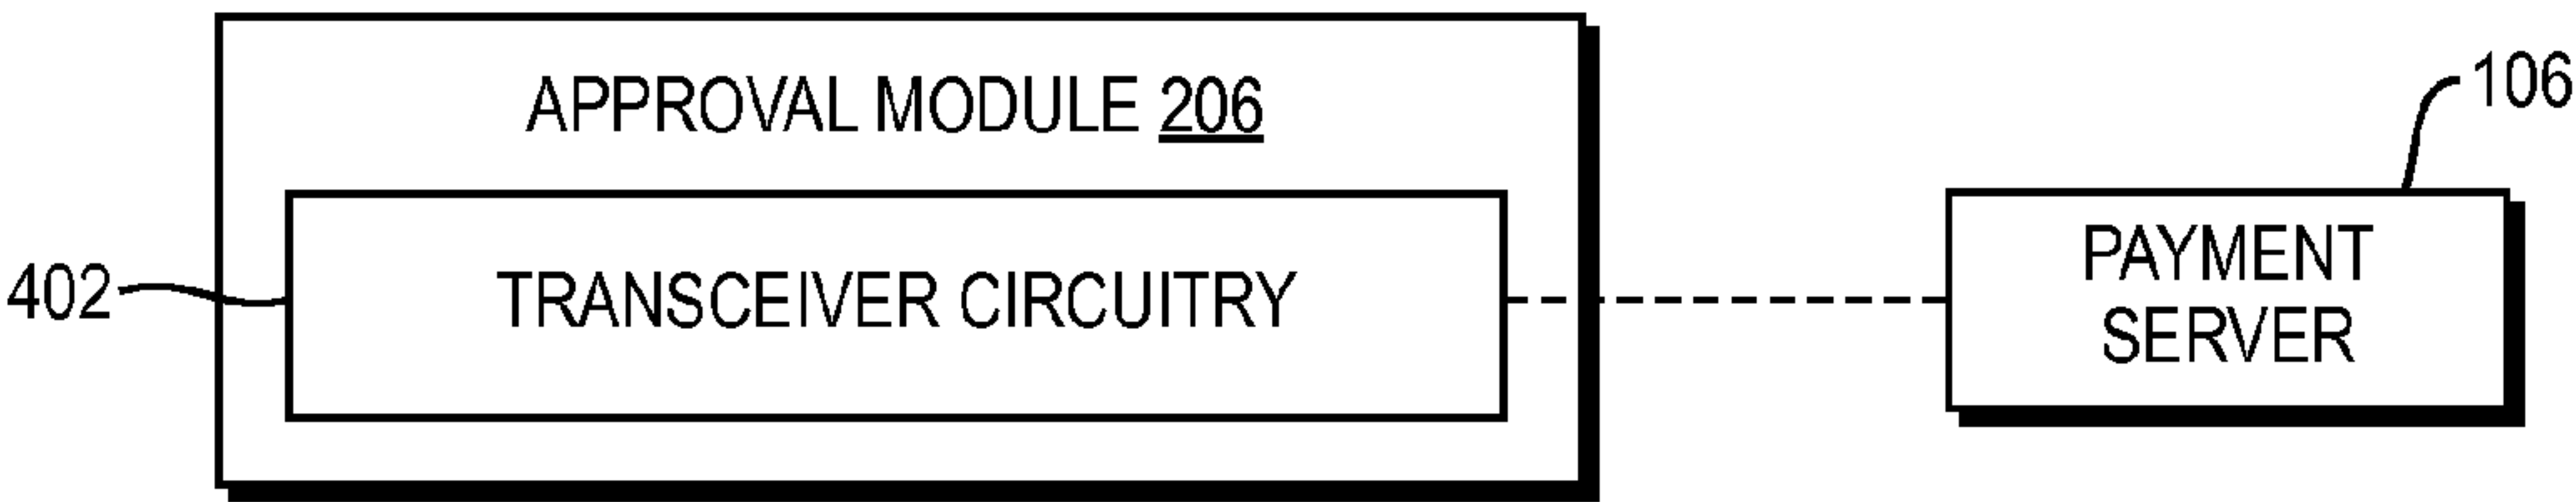 APPROVAL MODULE 206
106
402
TRANSCEIVER CIRCUITRY
PAYMENT
SERVER